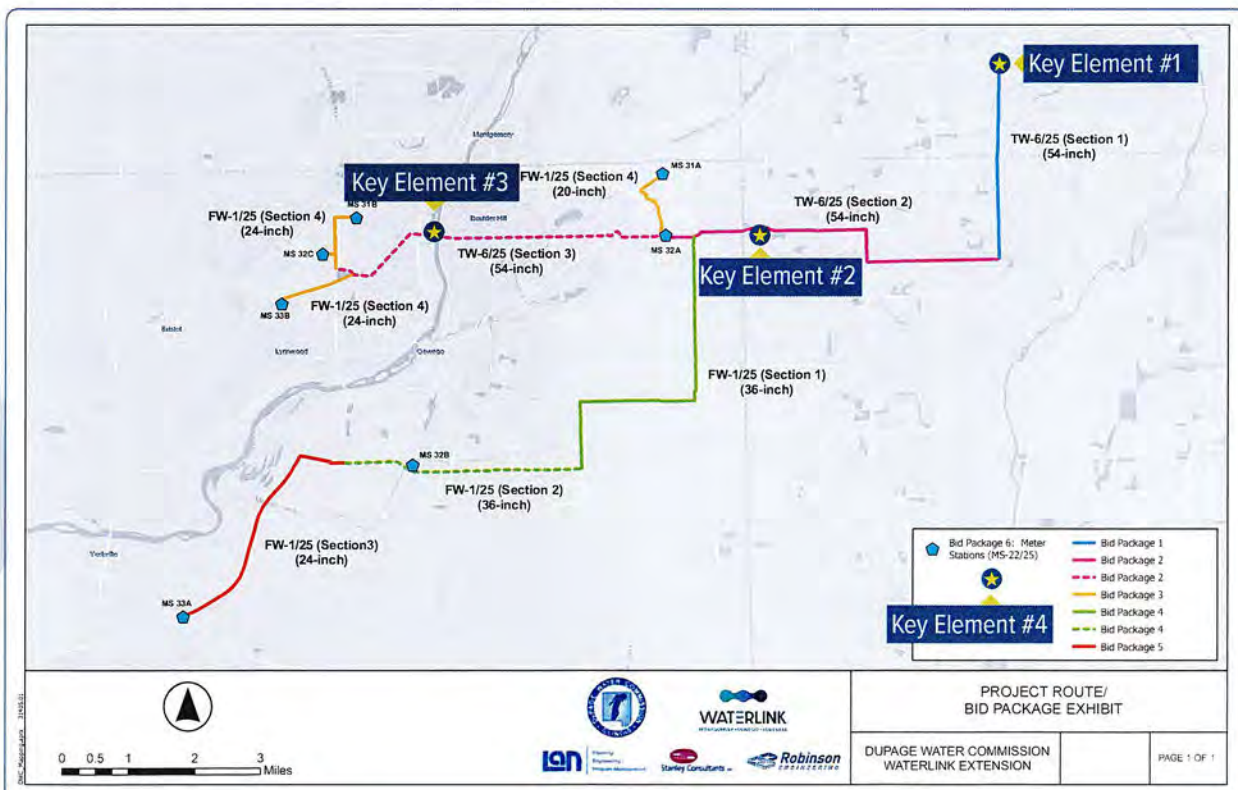 Key Element #1
Montgomery
TW-6/25 (Section 1)
(54-inch)
MS 31A
FW-1/25 (Section 4)
(20-inch)
Key Element #3
TW-6/25 (Section 2)
(54-inch)
MS 31B
FW-1/25 (Section 4)
(24-inch)
Boulder Hill
MS 32C
TW-6/25 (Section 3)
(54-inch)
MS 32A
Key Element #2
MS 33B
FW-1/25 (Section 4)
(24-inch)
Bristol
Oswego
FW-1/25 (Section 1)
(36-inch)
MS 32B
FW-1/25 (Section 2)
(36-inch)
FW-1/25 (Section3)
(24-inch)
Yorkville
MS 33A
Bid Package 6: Meter
Stations (MS-22/25)
Key Element #4
Bid Package 1
Bid Package 2
Bid Package 2
Bid Package 3
Bid Package 4
Bid Package 4
Bid Package 5
0 0.5 1 2 3
Miles
DUPAGE WATER COMMISSION
WATERLINK
LAN
Stanley Consultants
Robinson
ENGINEERING
PROJECT ROUTE/
BID PACKAGE EXHIBIT
DUPAGE WATER COMMISSION
WATERLINK EXTENSION
PAGE 1 OF 1